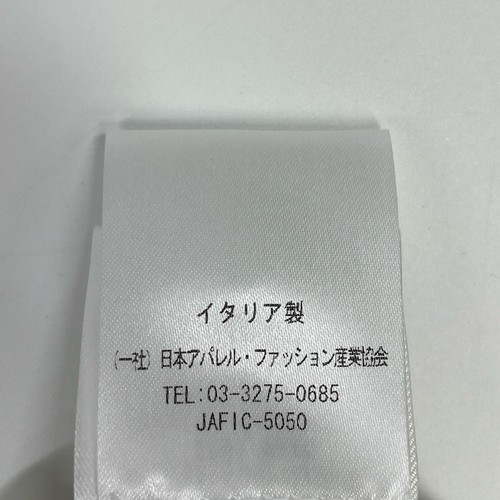 イタリア製
(一社) 日本アパレル・ファッション産業協会
TEL:03-3275-0685
JAFIC-5050